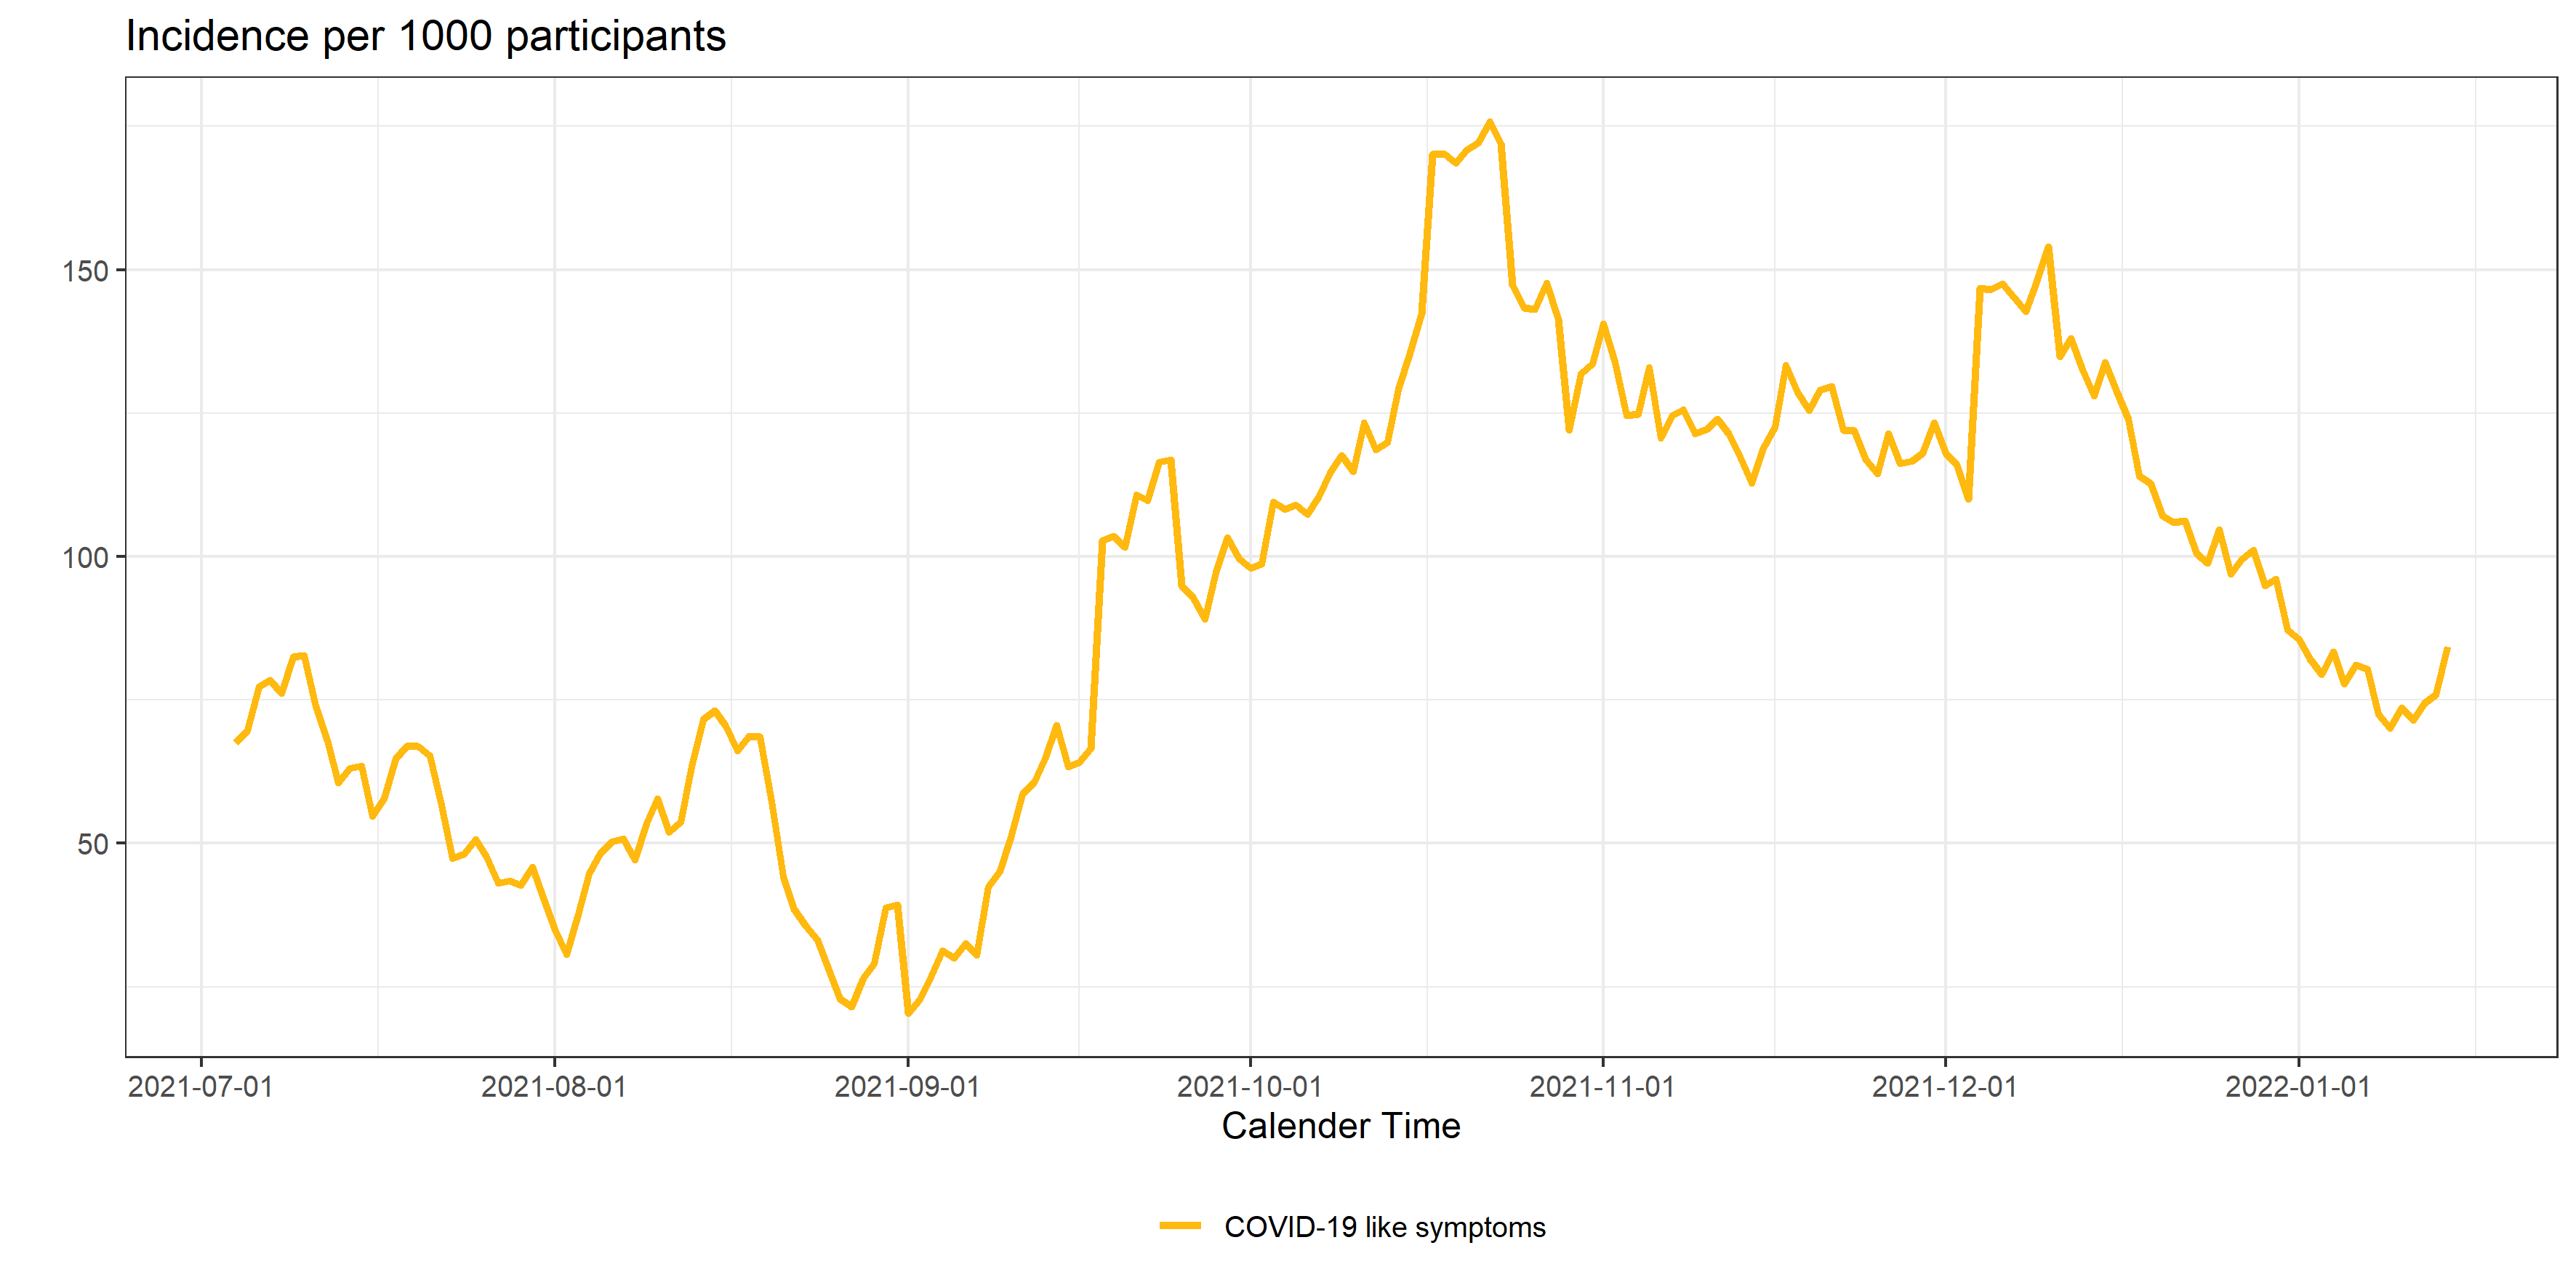 Incidence per 1000 participants
150
100
50
2021-07-01 2021-08-01 2021-09-01 2021-10-01 2021-11-01 2021-12-01 2022-01-01
Calender Time
COVID-19 like symptoms